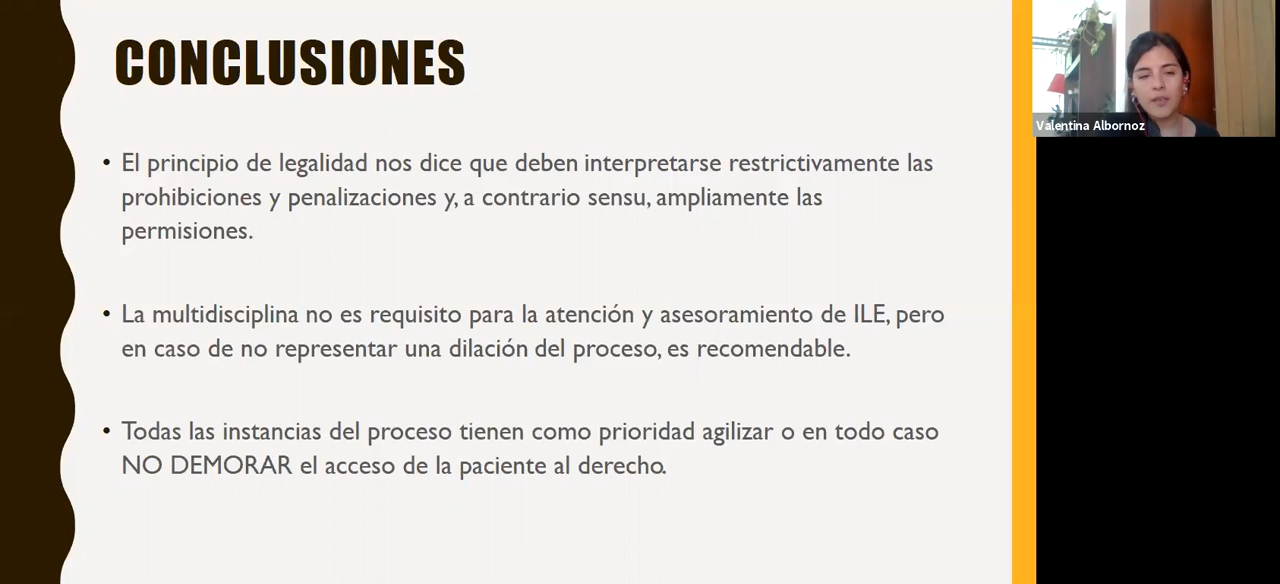 CONCLUSIONES
• El principio de legalidad nos dice que deben interpretarse restrictivamente las
prohibiciones y penalizaciones y, a contrario sensu, ampliamente las
permisiones.
• La multidisciplina no es requisito para la atención y asesoramiento de ILE, pero
en caso de no representar una dilación del proceso, es recomendable.
• Todas las instancias del proceso tienen como prioridad agilizar o en todo caso
NO DEMORAR el acceso de la paciente al derecho.
Valentina Albornoz